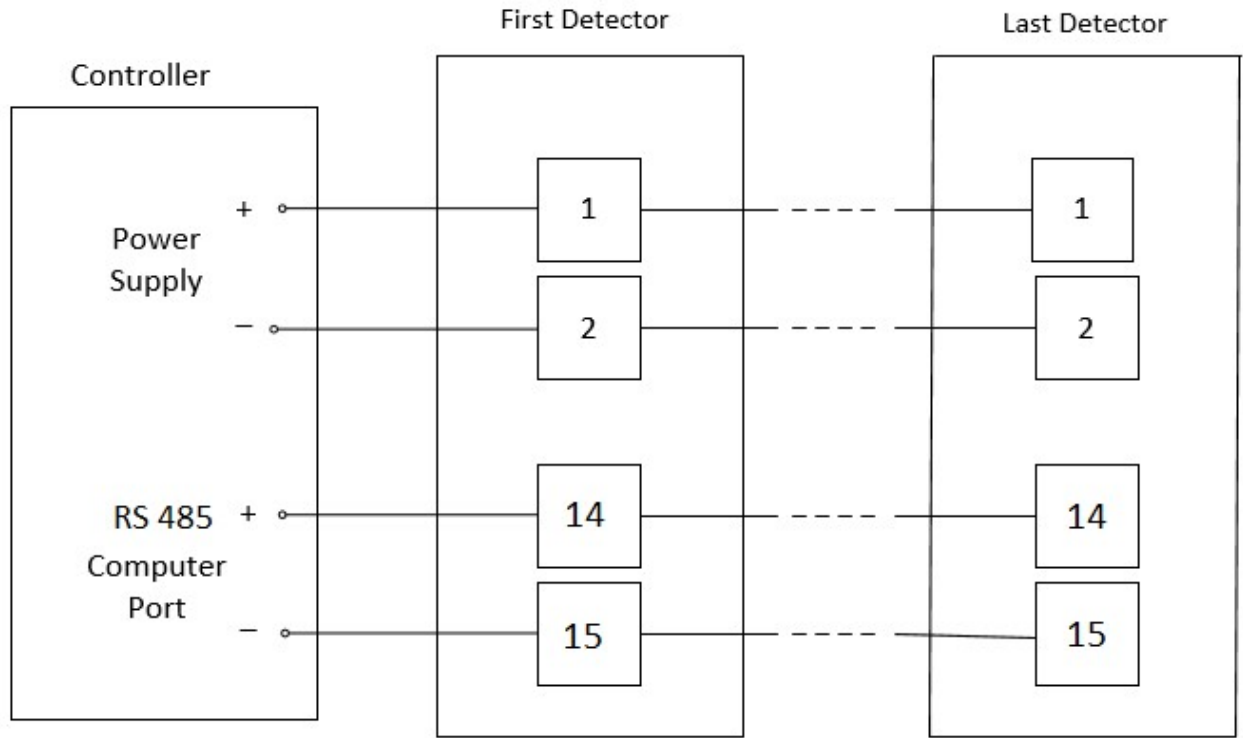 First Detector
Last Detector
Controller
+
1
1
Power
Supply
–
2
2
RS 485 +
14
14
Computer
Port
–
15
15